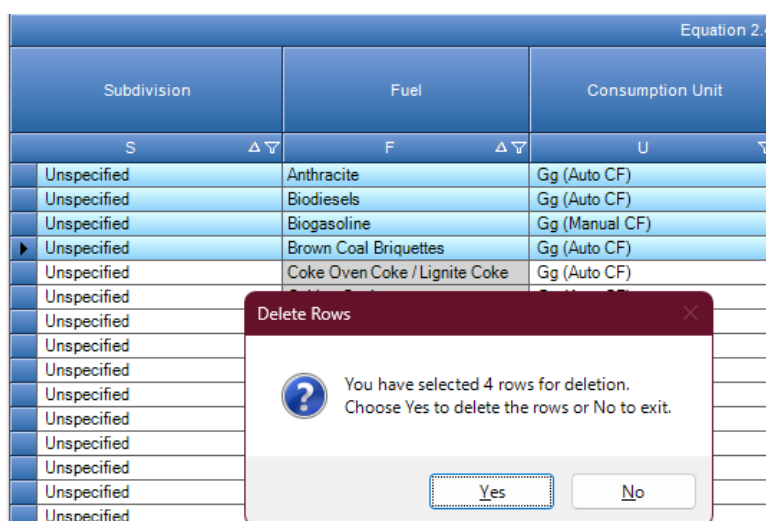 Equation 2.
Subdivision Fuel Consumption Unit
S F U
Unspecified Anthracite Gg (Auto CF)
Unspecified Biodiesels Gg (Auto CF)
Unspecified Biogasoline Gg (Manual CF)
Unspecified Brown Coal Briquettes Gg (Auto CF)
Unspecified Coke Oven Coke / Lignite Coke Gg (Auto CF)
Unspecified
Unspecified
Unspecified
Unspecified
Unspecified
Unspecified
Unspecified
Unspecified
Unspecified
Unspecified
Delete Rows
You have selected 4 rows for deletion.
Choose Yes to delete the rows or No to exit.
Yes No